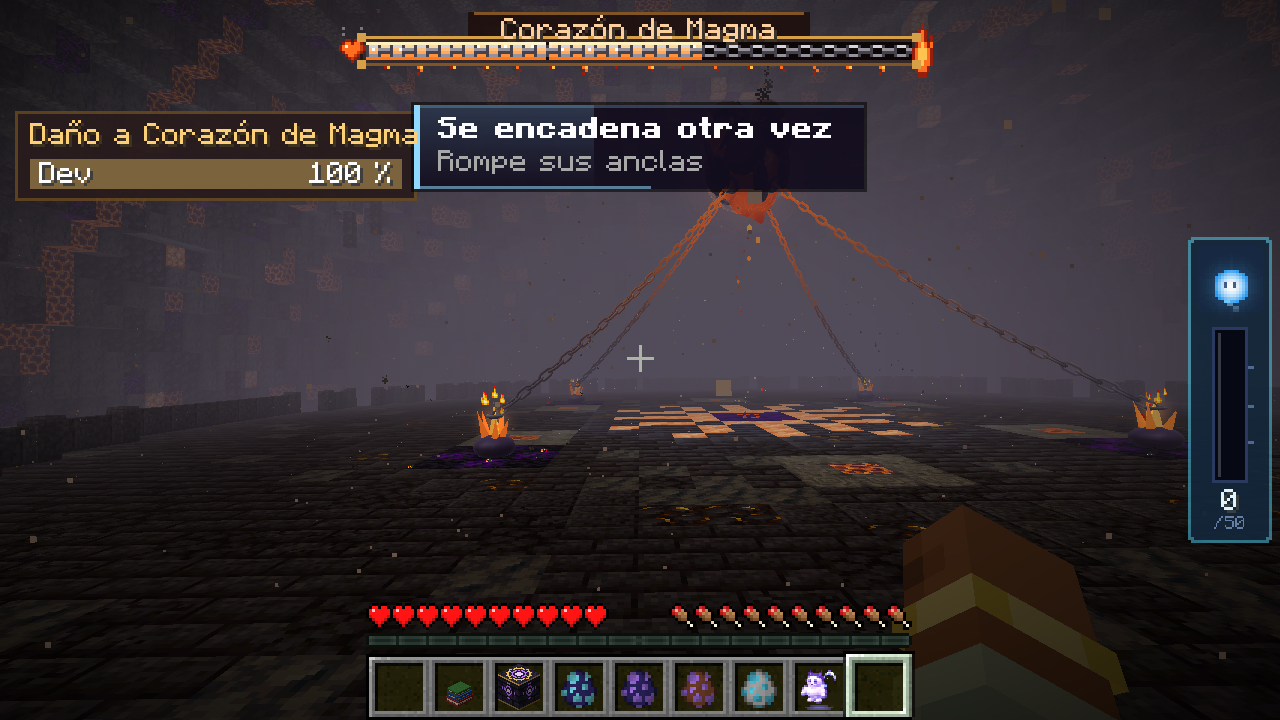 Corazón de Magma
Daño a Corazón de Magma
Dev 100 %
Se encadena otra vez
Rompe sus anclas
0
/50